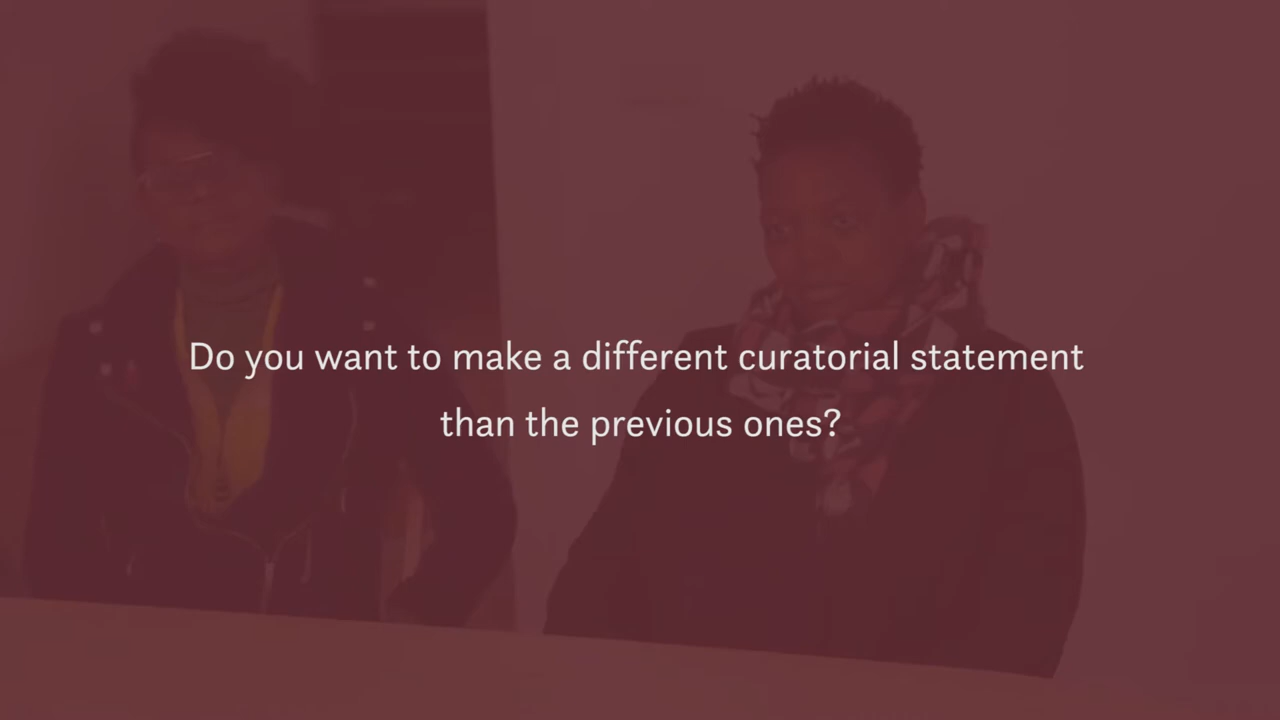 Do you want to make a different curatorial statement
than the previous ones?